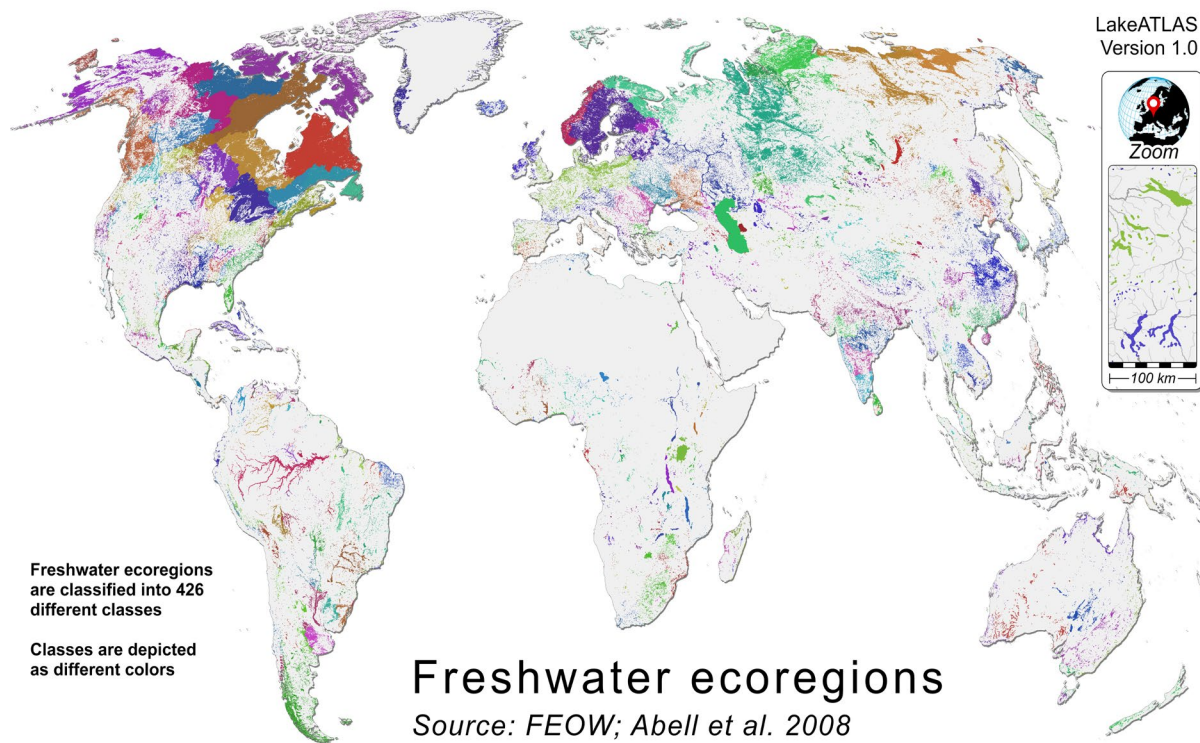 LakeATLAS
Version 1.0
Zoom
100 km
Freshwater ecoregions
are classified into 426
different classes
Classes are depicted
as different colors
Freshwater ecoregions
Source: FEOW; Abell et al. 2008